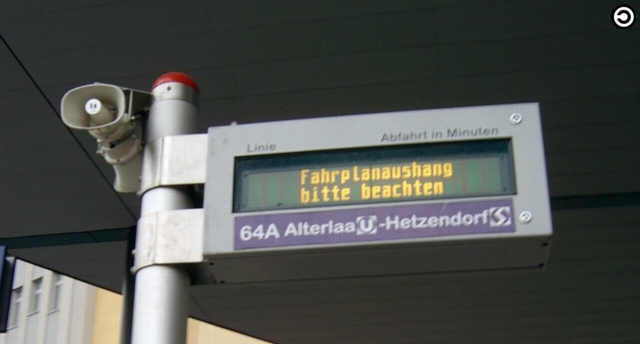 Linie Abfahrt in Minuten
Fahrplanaushang
bitte beachten
64A Alterlaa U -Hetzendorf S